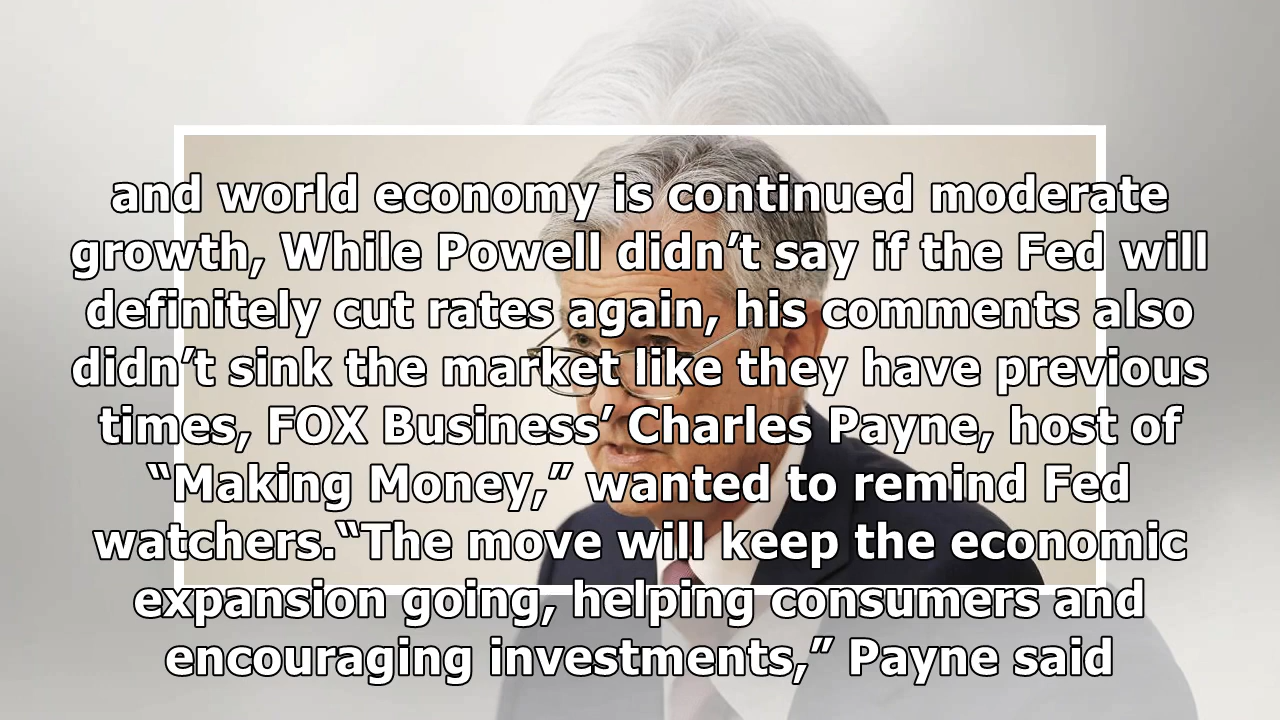 and world economy is continued moderate
growth, While Powell didn’t say if the Fed will
definitely cut rates again, his comments also
didn’t sink the market like they have previous
times, FOX Business’ Charles Payne, host of
“Making Money,” wanted to remind Fed
watchers.“The move will keep the economic
expansion going, helping consumers and
encouraging investments,” Payne said